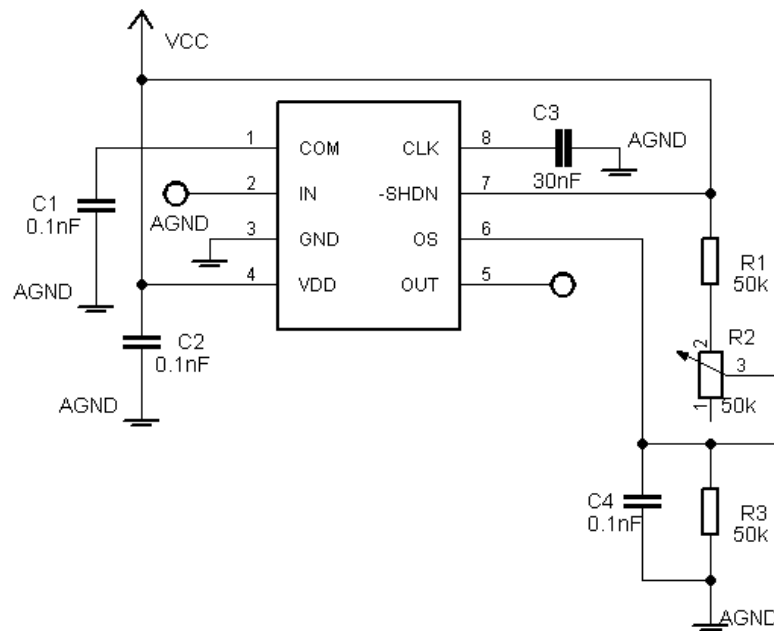 VCC
C3
1
COM
CLK
8
AGND
30nF
2
IN
-SHDN
7
C1
0.1nF
AGND
3
GND
OS
6
R1
50k
AGND
4
VDD
OUT
5
C2
0.1nF
R2
2
3
1
50k
AGND
C4
0.1nF
R3
50k
AGND